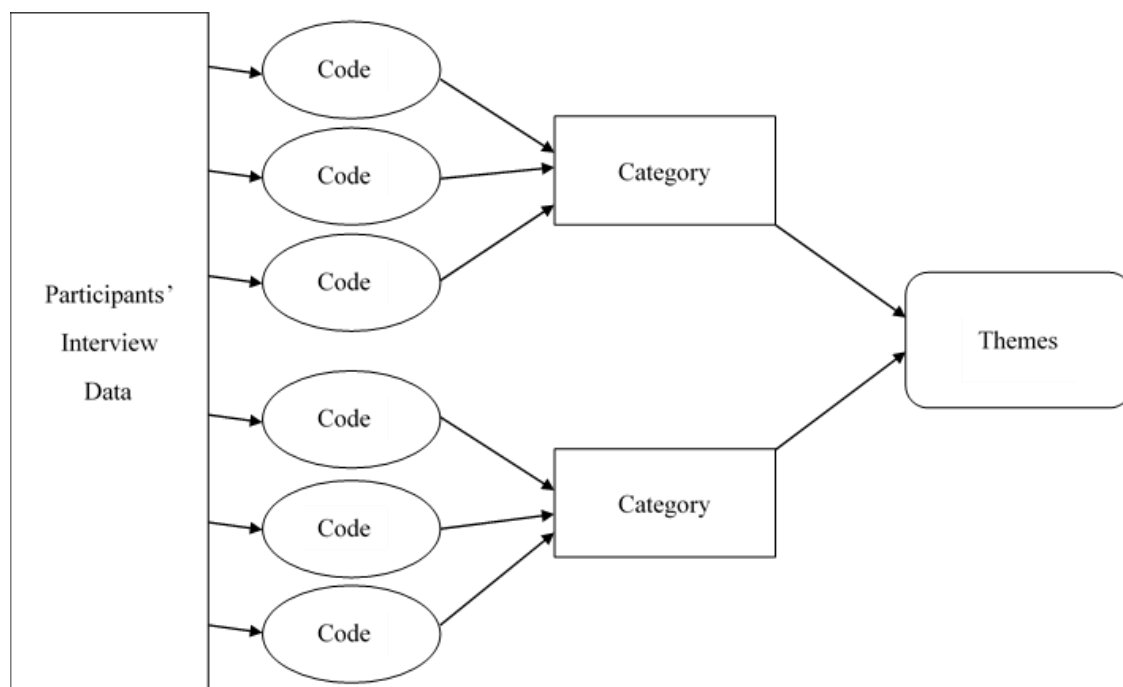 Participants’
Interview
Data
Code
Code
Code
Code
Code
Code
Category
Category
Themes